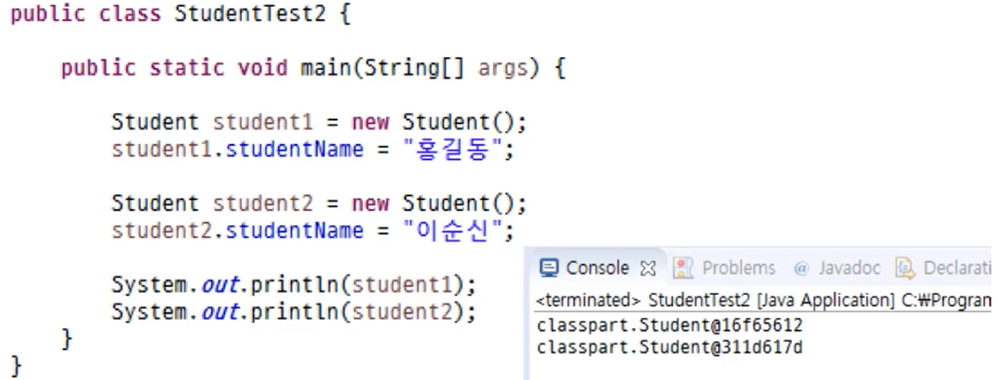 public class StudentTest2 {
public static void main(String[] args) {
Student student1 = new Student();
student1.studentName = "홍길동";
Student student2 = new Student();
student2.studentName = "이순신";
System.out.println(student1);
System.out.println(student2);
}
}
Console Problems @ Javadoc Declarati
<terminated> StudentTest2 [Java Application] C:₩Program
classpart.Student@16f65612
classpart.Student@311d617d